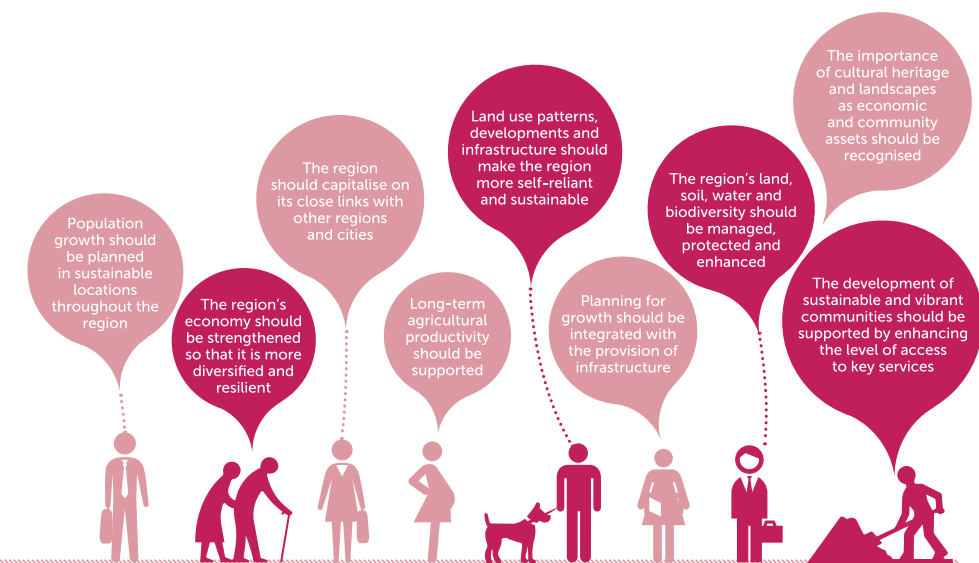 Population
growth should
be planned
in sustainable
locations
throughout the
region
The region's
economy should
be strengthened
so that it is more
diversified and
resilient
The region
should capitalise on
its close links with
other regions
and cities
Long-term
agricultural
productivity
should be
supported
Land use patterns,
developments and
infrastructure should
make the region
more self-reliant
and sustainable
Planning for
growth should be
integrated with
the provision of
infrastructure
The region's land,
soil, water and
biodiversity should
be managed,
protected and
enhanced
The importance
of cultural heritage
and landscapes
as economic
and community
assets should be
recognised
The development of
sustainable and vibrant
communities should be
supported by enhancing
the level of access
to key services